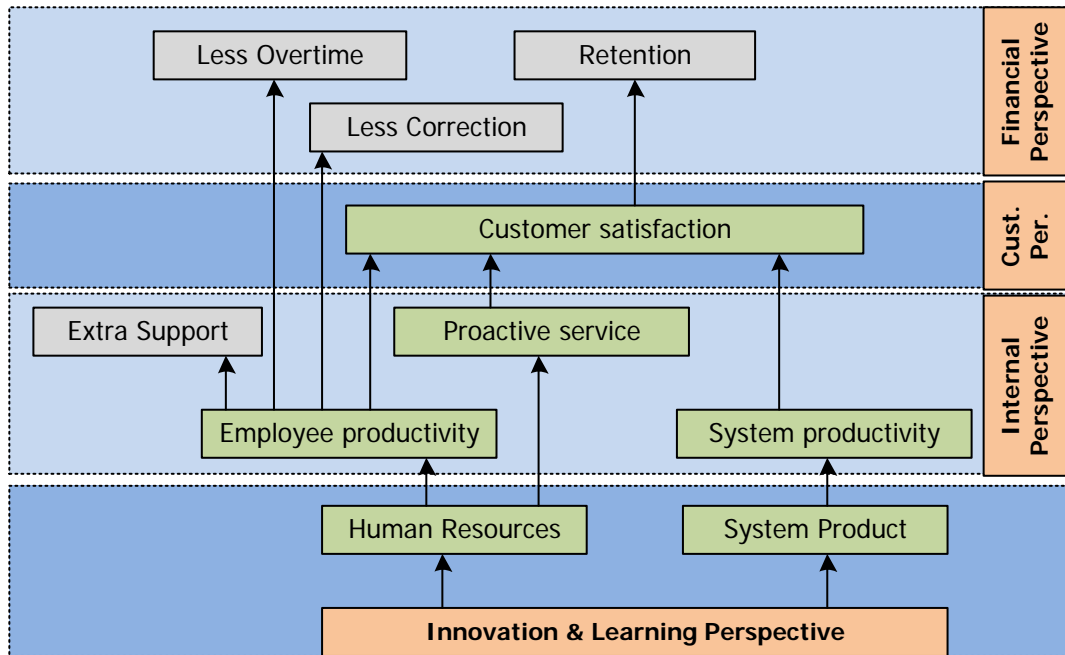 Less Overtime
Retention
Less Correction
Financial
Perspective
Customer satisfaction
Cust.
Per.
Extra Support
Proactive service
Internal
Perspective
Employee productivity
System productivity
Human Resources
System Product
Innovation & Learning Perspective